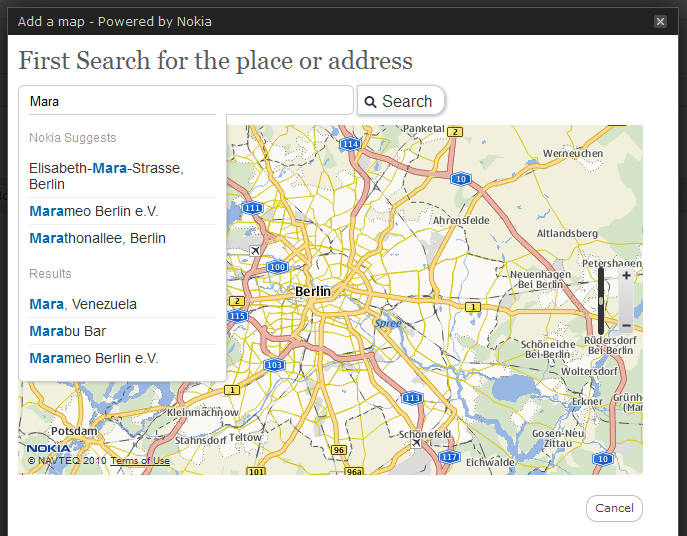 Add a map - Powered by Nokia
First Search for the place or address
Mara
Search
Nokia Suggests
Elisabeth-Mara-Strasse,
Berlin
Marameo Berlin e.V.
Marathonallee, Berlin
Results
Mara, Venezuela
Marabu Bar
Marameo Berlin e.V.
Panketal
2
114
Werneuchen
10
111
Ahrensfelde
Altlandsberg
100
Petershagen
Neuenhagen
Bei Berlin
+
Berlin
2
1
115
Spree
−
Schöneiche
Bei Berlin
Rüdersdorf
Bei Berlin
103
Woltersdorf
1
113
Erkner
Grünh
(Mar
Kleinmachnow
Potsdam
Stahnsdorf
Teltow
Schönefeld
Gosen-Neu
Zittau
96
NOKIA
117
Eichwalde
10
© NAVTEQ 2010 Terms of Use
101
96a
Cancel